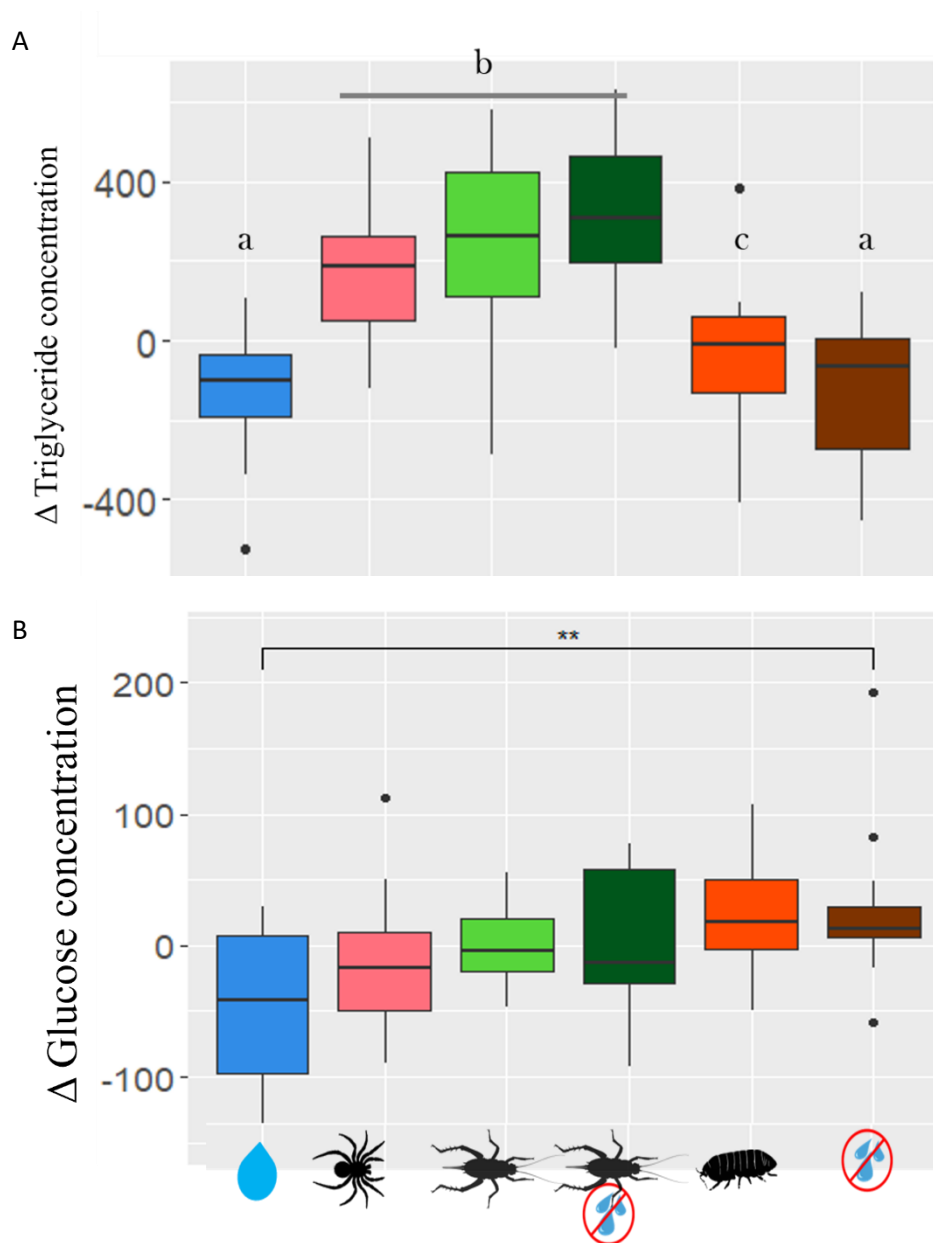 A
b
400
a
c
a
0
-400
Δ Triglyceride concentration
B
**
200
100
0
-100
Δ Glucose concentration